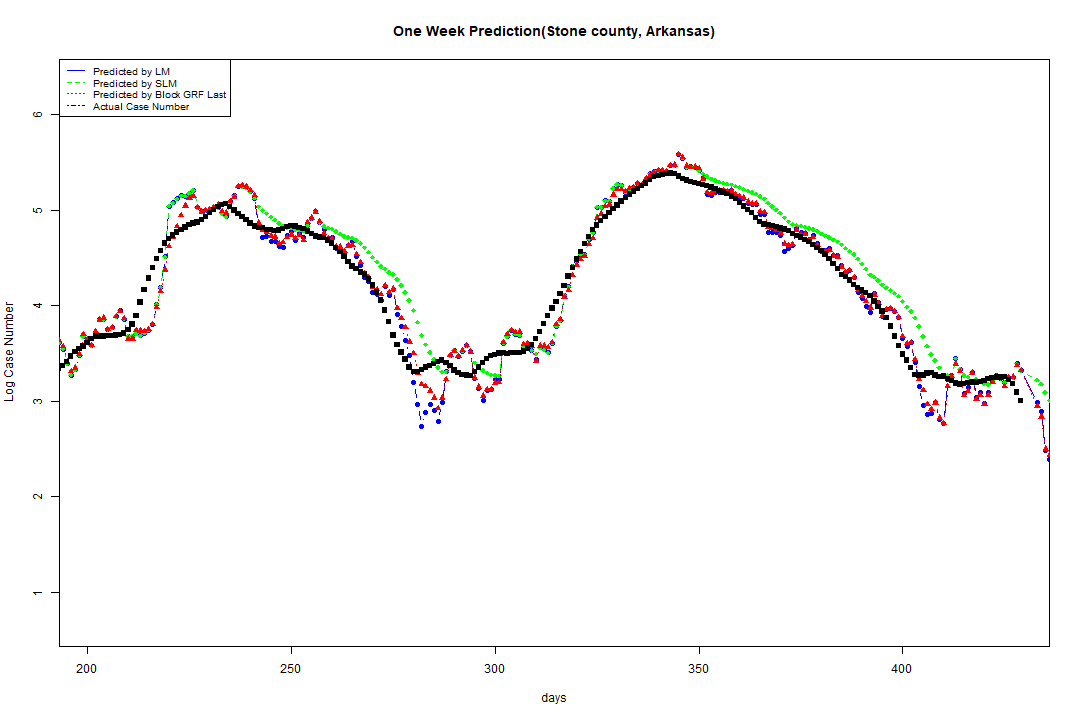 One Week Prediction(Stone county, Arkansas)
Predicted by LM
Predicted by SLM
Predicted by Block GRF Last
Actual Case Number
6
5
4
3
2
1
Log Case Number
200 250 300 350 400
days